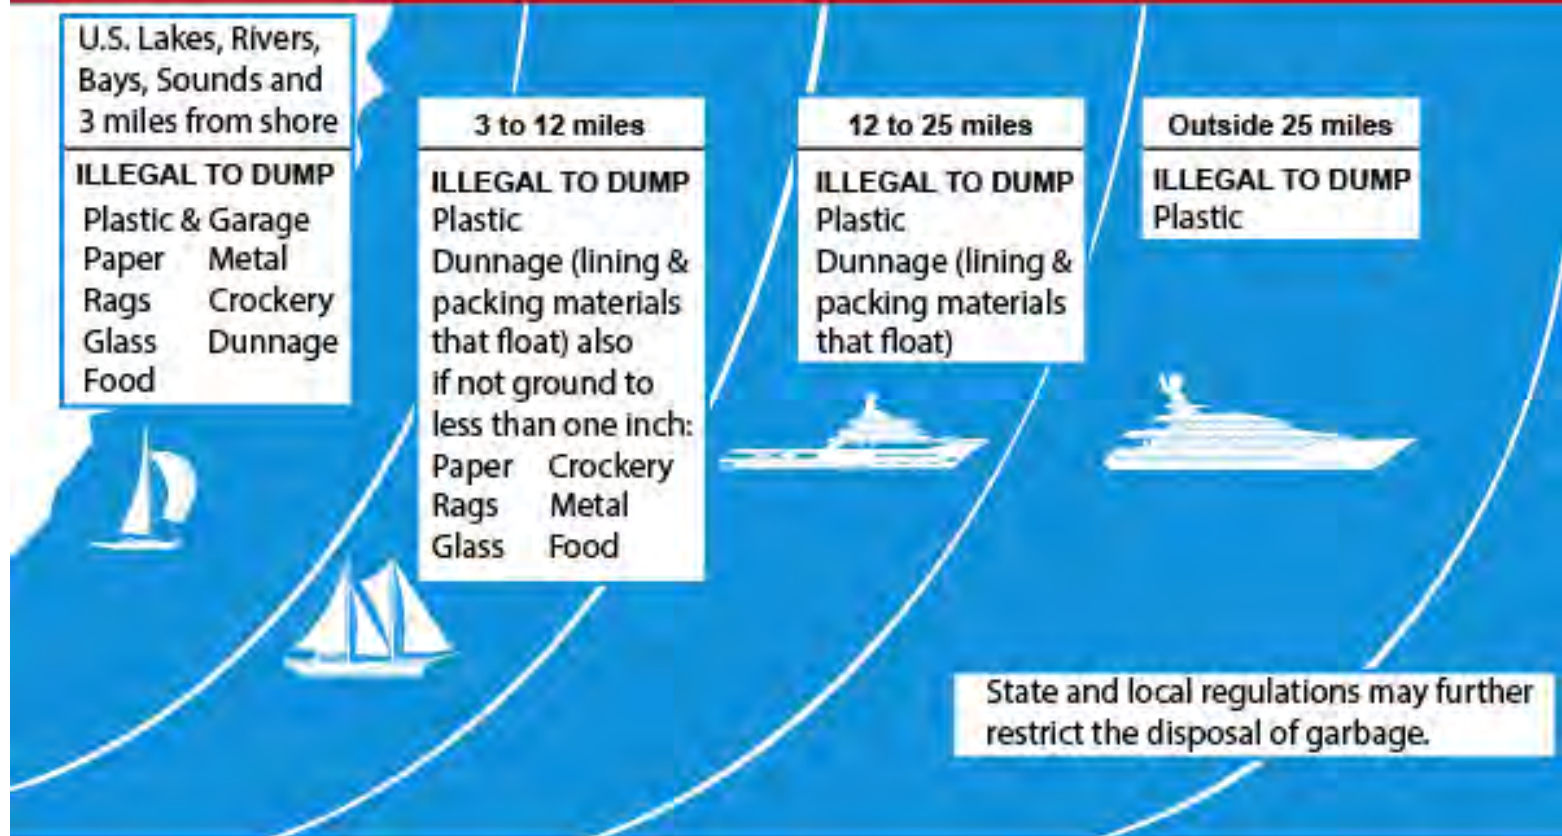 U.S. Lakes, Rivers,
Bays, Sounds and
3 miles from shore
ILLEGAL TO DUMP
Plastic & Garage
Paper Metal
Rags Crockery
Glass Dunnage
Food
3 to 12 miles
ILLEGAL TO DUMP
Plastic
Dunnage (lining &
packing materials
that float) also
if not ground to
less than one inch:
Paper Crockery
Rags Metal
Glass Food
12 to 25 miles
ILLEGAL TO DUMP
Plastic
Dunnage (lining &
packing materials
that float)
Outside 25 miles
ILLEGAL TO DUMP
Plastic
State and local regulations may further
restrict the disposal of garbage.